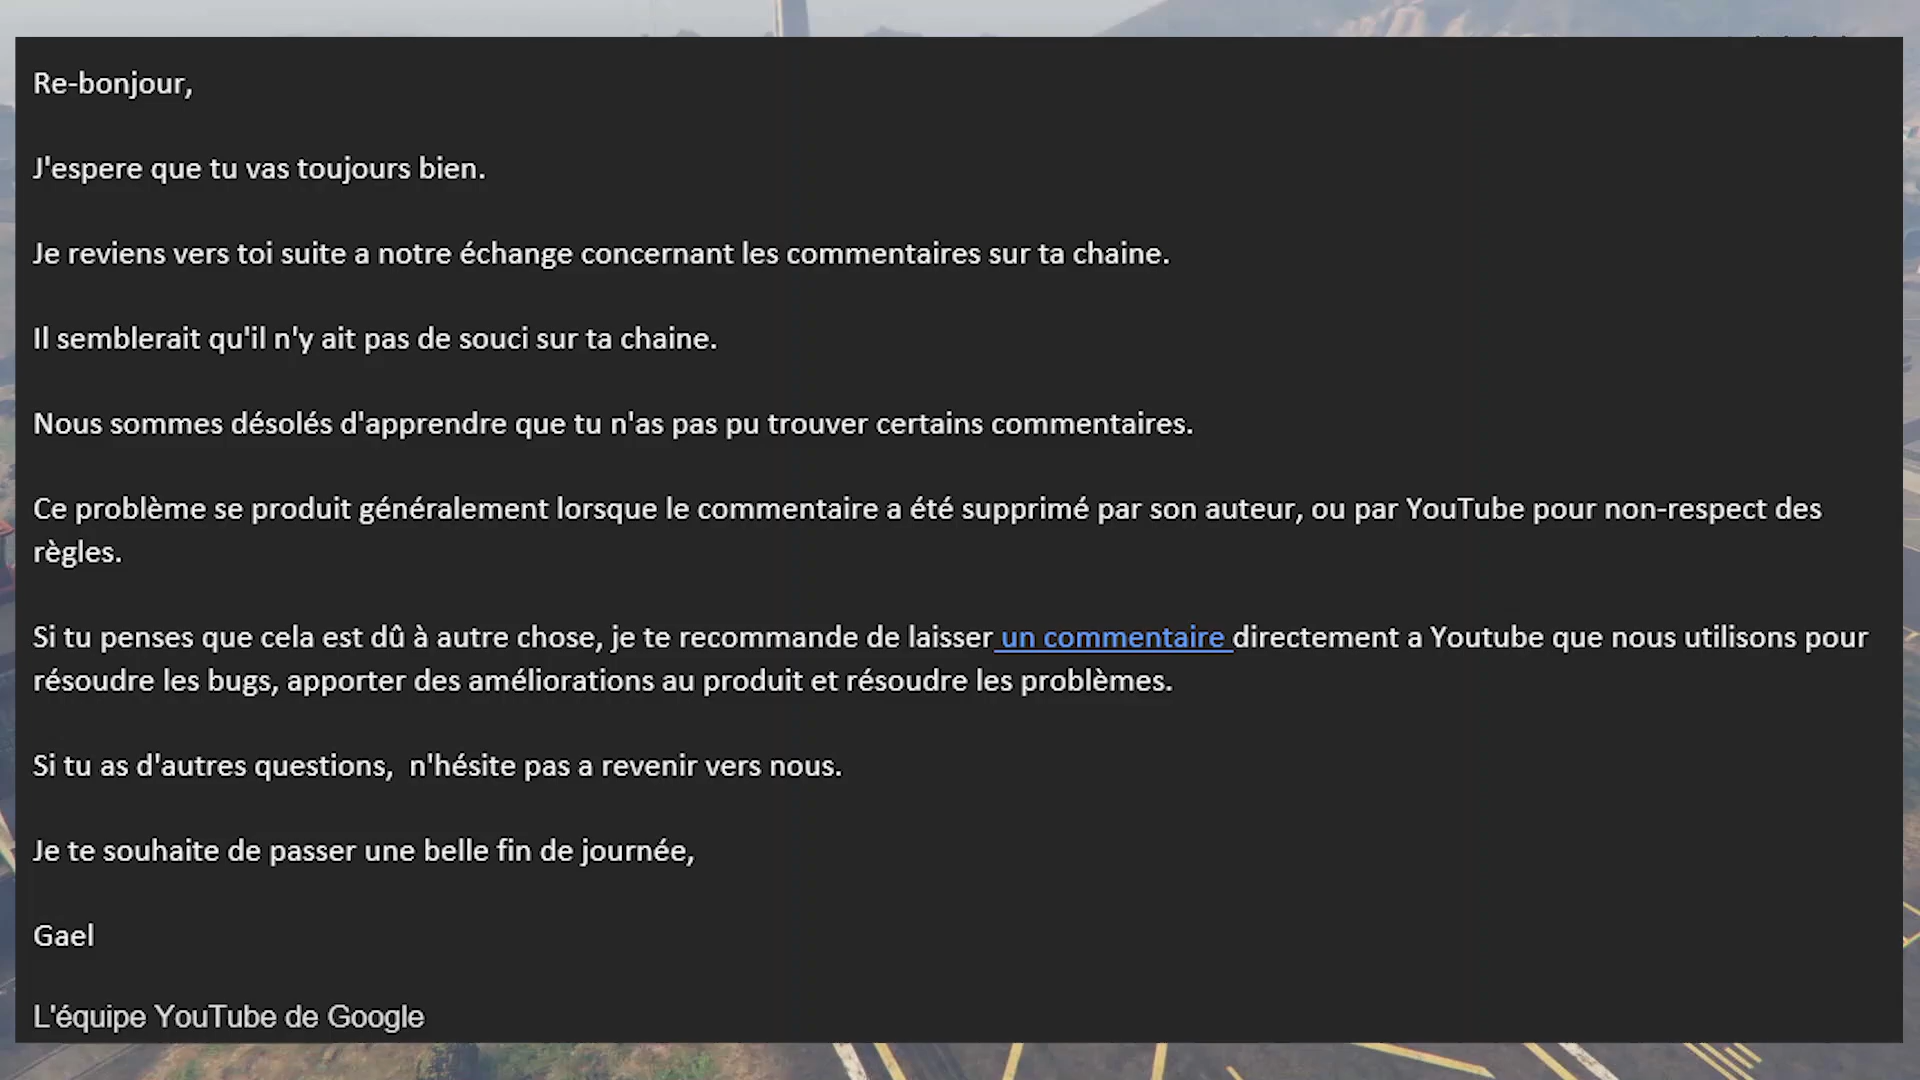 Re-bonjour,
J'espere que tu vas toujours bien.
Je reviens vers toi suite a notre échange concernant les commentaires sur ta chaine.
Il semblerait qu'il n'y ait pas de souci sur ta chaine.
Nous sommes désolés d'apprendre que tu n'as pas pu trouver certains commentaires.
Ce problème se produit généralement lorsque le commentaire a été supprimé par son auteur, ou par YouTube pour non-respect des
règles.
Si tu penses que cela est dû à autre chose, je te recommande de laisser un commentaire directement a Youtube que nous utilisons pour
résoudre les bugs, apporter des améliorations au produit et résoudre les problèmes.
Si tu as d'autres questions,  n'hésite pas a revenir vers nous.
Je te souhaite de passer une belle fin de journée,
Gael
L'équipe YouTube de Google